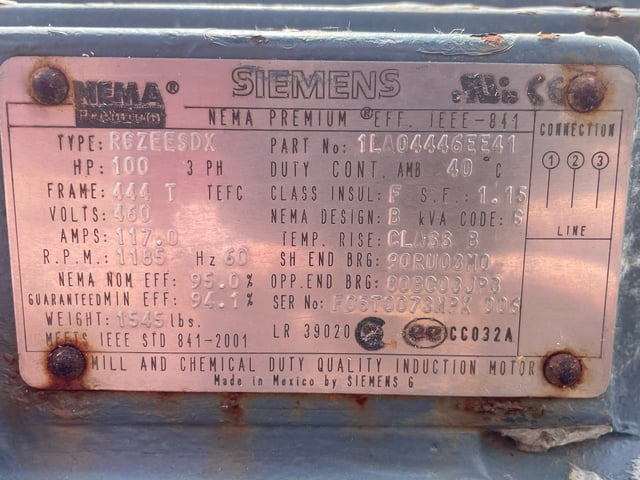 NEMA Premium® SIEMENS
NEMA PREMIUM ® EFF. IEEE-841
CONNECTION
1 2 3
LINE
TYPE: RGZEESDX PART No: 1LA04446EE41
HP: 100 3 PH DUTY CONT. AMB 40 °C
FRAME: 444 T TEFC CLASS INSUL: F S.F.: 1.15
VOLTS: 460 NEMA DESIGN: B kVA CODE: G
AMPS: 117.0 TEMP. RISE: CLASS B
R.P.M.: 1185 Hz 60 SH END BRG: 90RU03M0
NEMA NOM EFF: 95.0 % OPP.END BRG:
GUARANTEED MIN EFF: 94.1 % SER No:
WEIGHT: 1545 lbs.
MEETS IEEE STD 841-2001 LR 39020 ee CC032A
MILL AND CHEMICAL DUTY QUALITY INDUCTION MOTOR
Made in Mexico by SIEMENS G